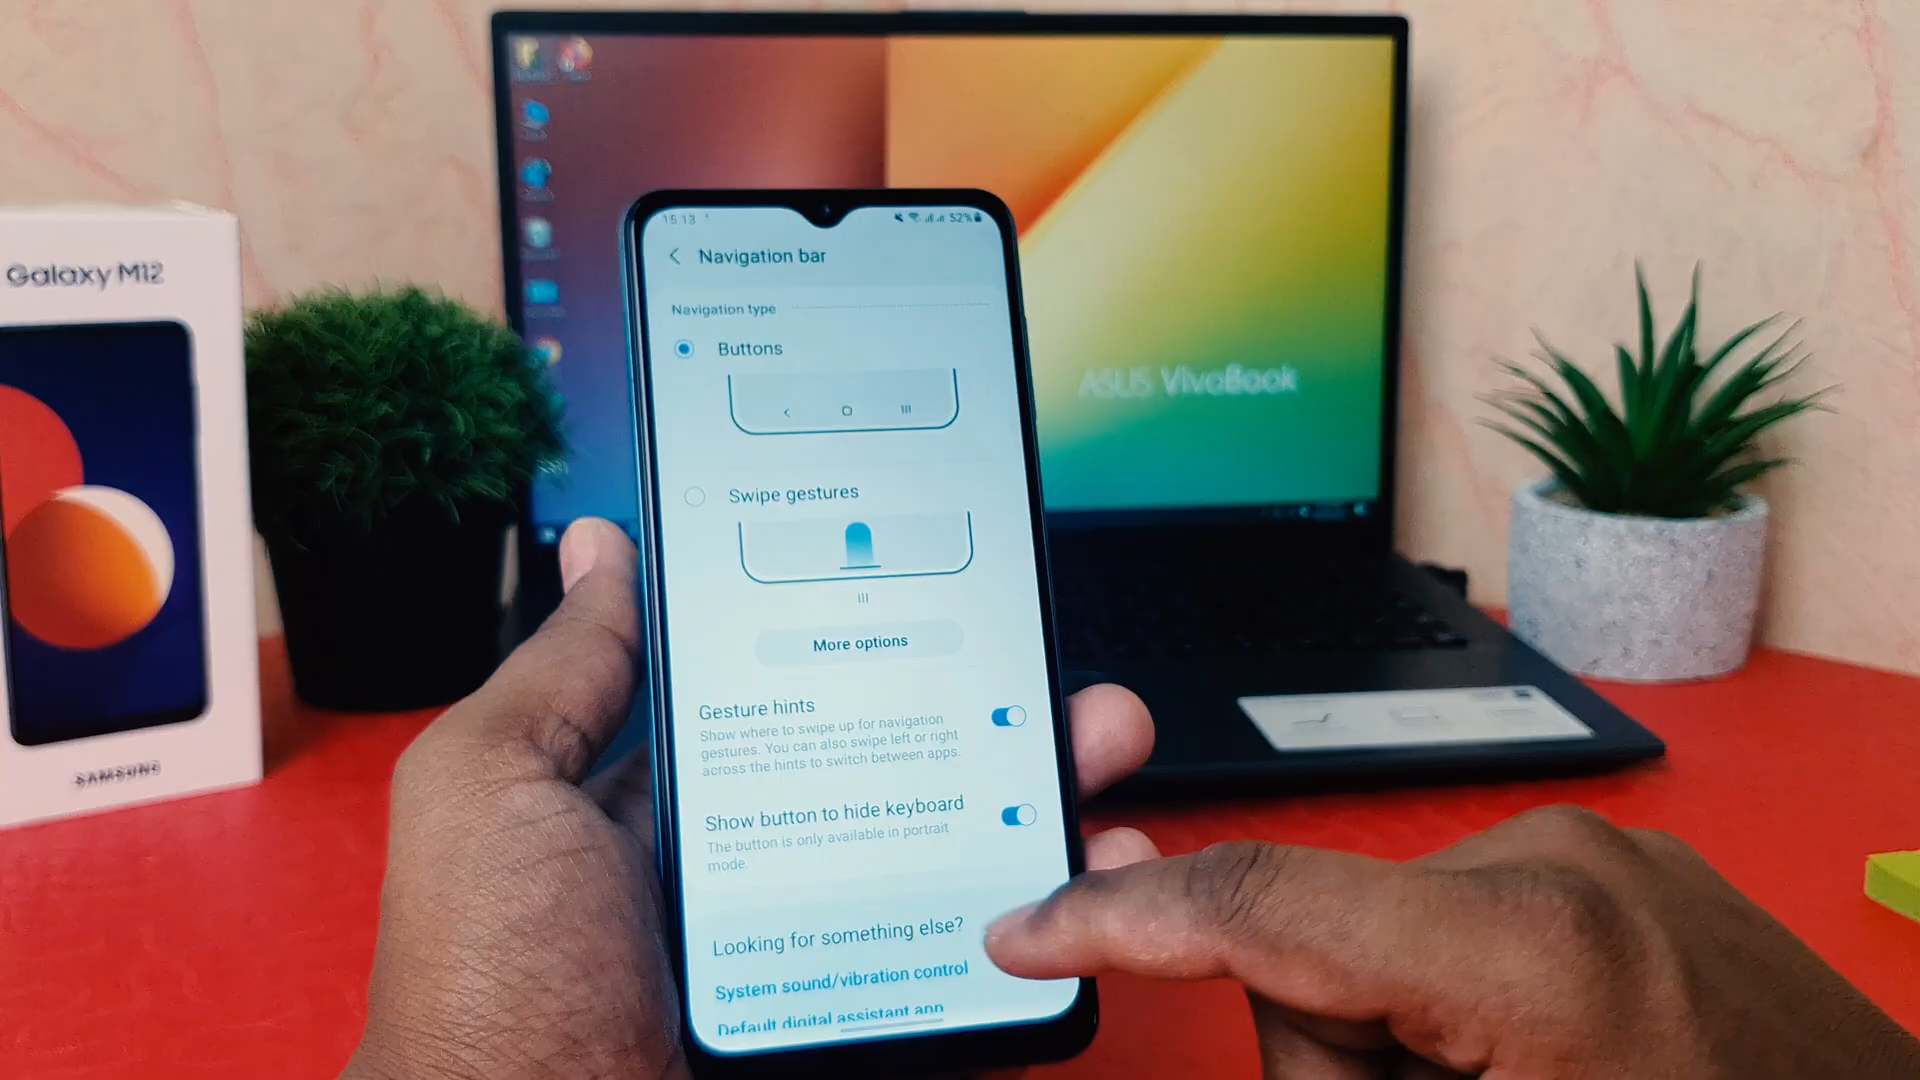 Galaxy M12
SAMSUNG
ASUS VivoBook
15:13
52%
Navigation bar
Navigation type
Buttons
Swipe gestures
More options
Gesture hints
Show where to swipe up for navigation
gestures. You can also swipe left or right
across the hints to switch between apps.
Show button to hide keyboard
The button is only available in portrait
mode.
Looking for something else?
System sound/vibration control
Default digital assistant app